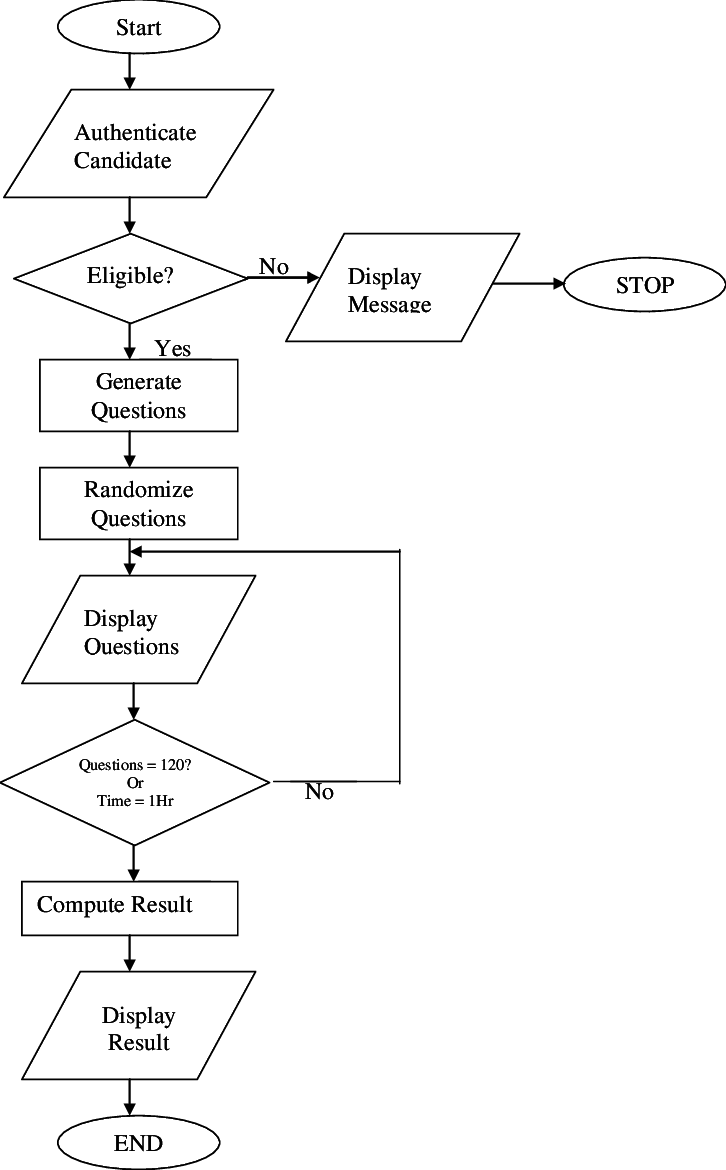 Start
Authenticate
Candidate
Eligible?
No
Display
Message
STOP
Yes
Generate
Questions
Randomize
Questions
Display
Questions
Questions = 120?
Or
Time = 1Hr
No
Compute Result
Display
Result
END